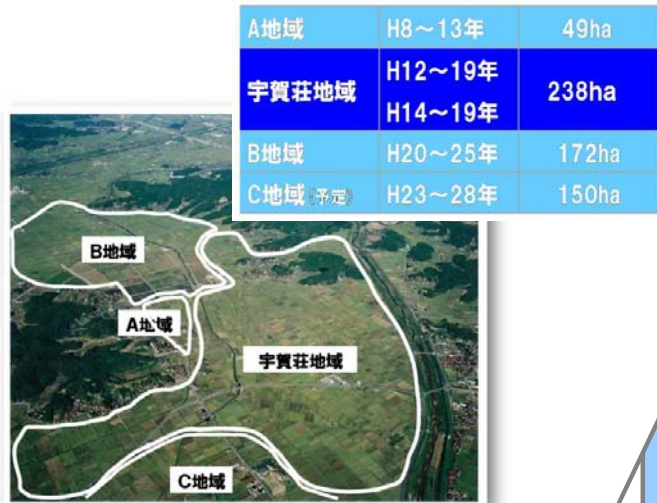 A地域 H8～13年 49ha
宇賀荘地域 H12～19年 H14～19年 238ha
B地域 H20～25年 172ha
C地域(予定) H23～28年 150ha
B地域
A地域
宇賀荘地域
C地域